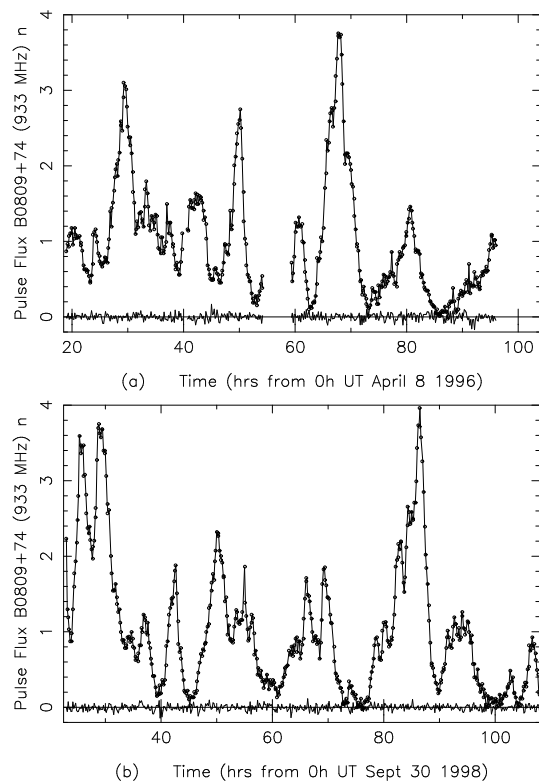 Pulse Flux B0809+74 (933 MHz) n
4
3
2
1
0
20 40 60 80 100
(a) Time (hrs from 0h UT April 8 1996)
Pulse Flux B0809+74 (933 MHz) n
4
3
2
1
0
40 60 80 100
(b) Time (hrs from 0h UT Sept 30 1998)